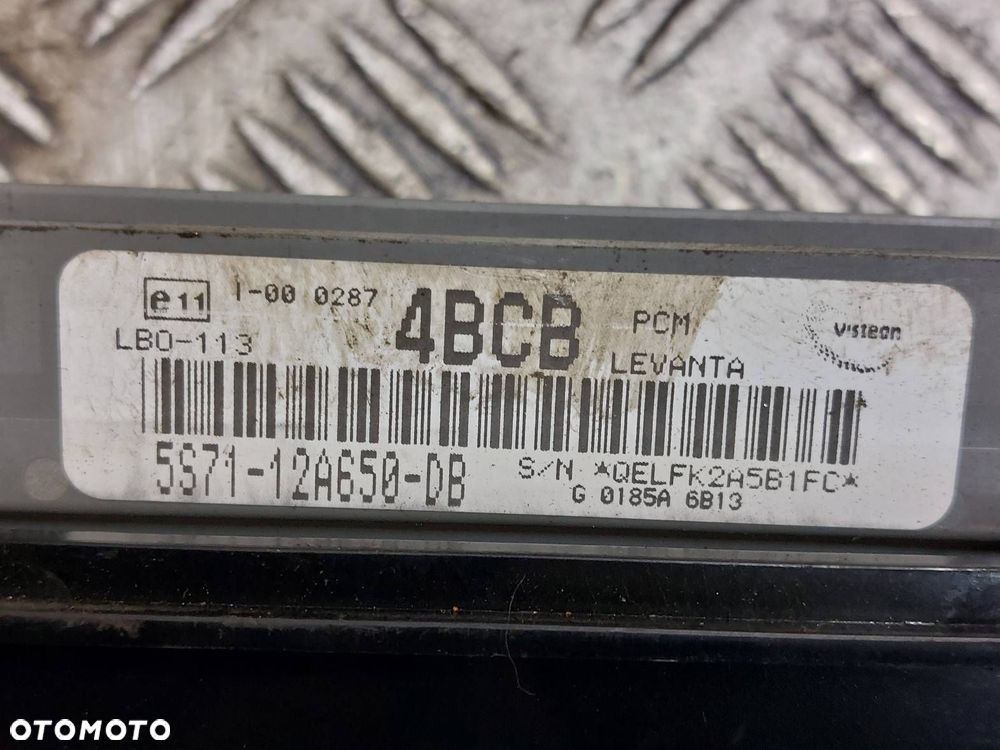 e11 1-00 0287 4BCB PCM Visteon
LBO-113 LEVANTA
5S71-12A650-DB S/N *QELFK2A5B1FC*
G 0185A 6B13
OTOMOTO